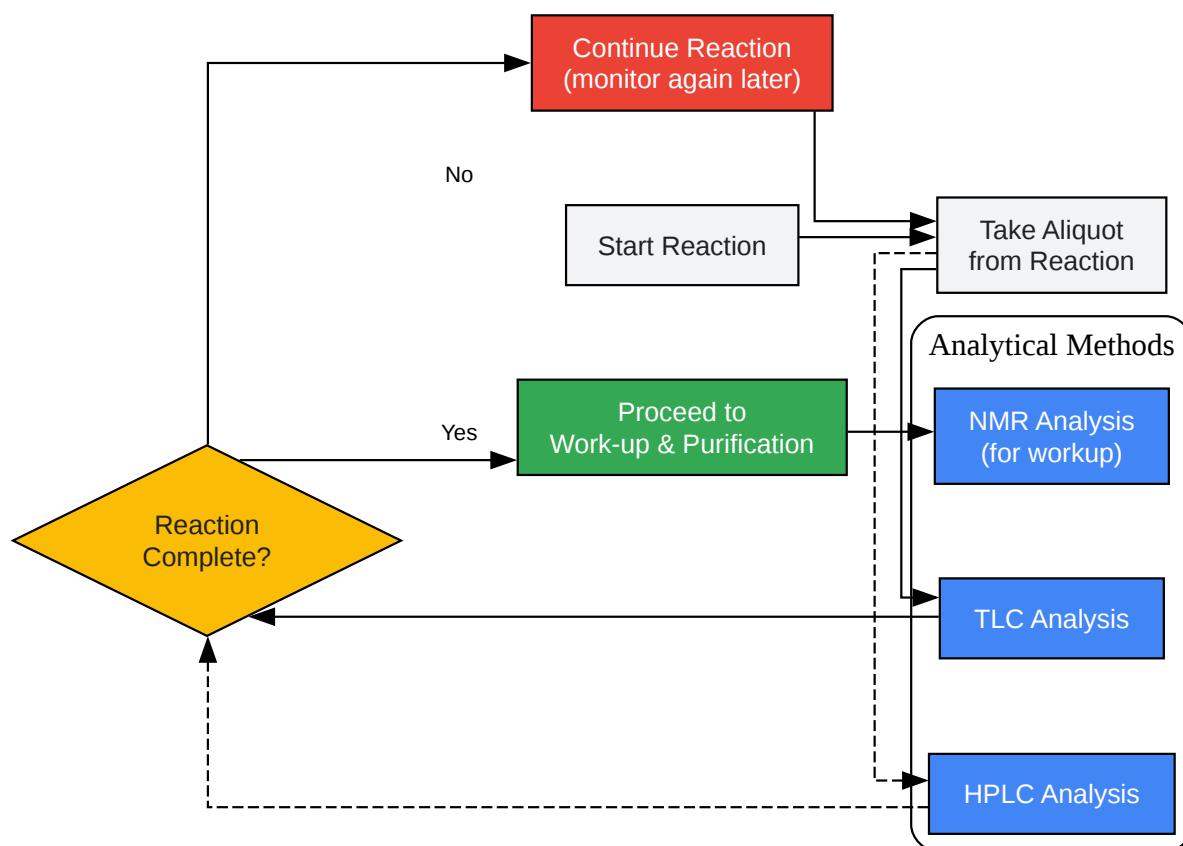 Continue Reaction
(monitor again later)
No
Start Reaction
Take Aliquot
from Reaction
Analytical Methods
Proceed to
Work-up & Purification
Yes
NMR Analysis
(for workup)
Reaction
Complete?
TLC Analysis
HPLC Analysis